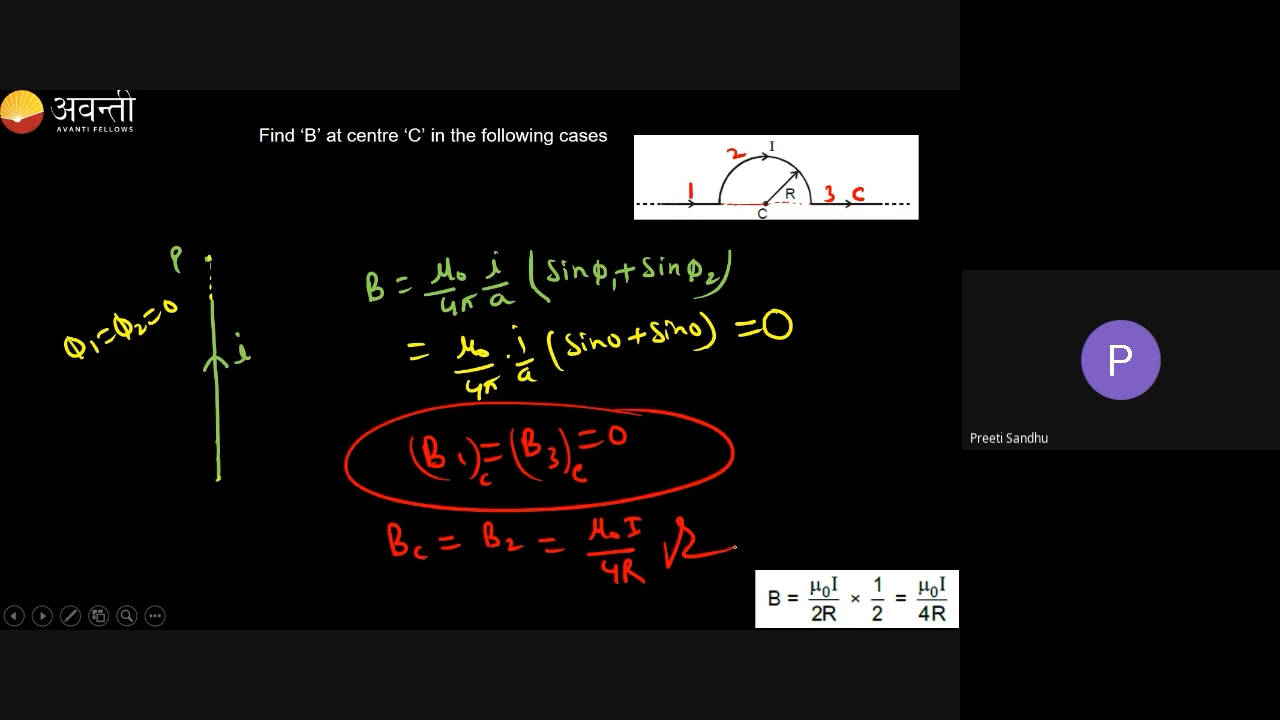 अवन्ती
AVANTI FELLOWS
Find ‘B’ at centre ‘C’ in the following cases
I
2
1
R
3 C
C
P
φ₁=φ₂=0
i
B = μ₀/4π i/a (sinφ₁+sinφ₂)
= μ₀/4π · i/a (sin0+sin0) = 0
(B₁)c = (B₃)c = 0
Bc = B₂ = μ₀I/4R
B = μ₀I/2R × 1/2 = μ₀I/4R
P
Preeti Sandhu